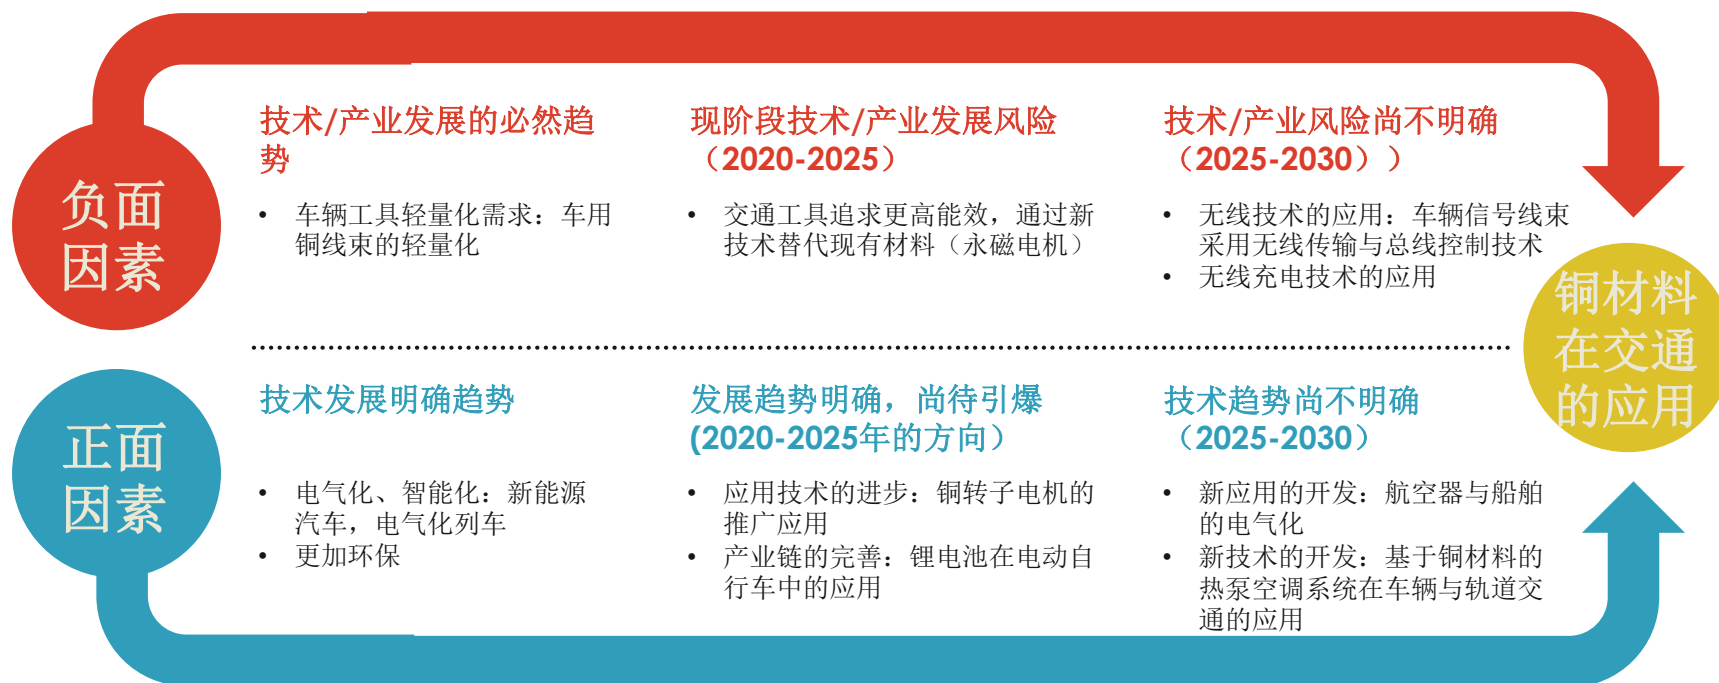 负面
因素
技术/产业发展的必然趋
势
• 车辆工具轻量化需求：车用
铜线束的轻量化
现阶段技术/产业发展风险
（2020-2025）
• 交通工具追求更高能效，通过新
技术替代现有材料（永磁电机）
技术/产业风险尚不明确
（2025-2030））
• 无线技术的应用：车辆信号线束
采用无线传输与总线控制技术
• 无线充电技术的应用
铜材料
在交通
的应用
正面
因素
技术发展明确趋势
• 电气化、智能化：新能源
汽车，电气化列车
• 更加环保
发展趋势明确，尚待引爆
(2020-2025年的方向）
• 应用技术的进步：铜转子电机的
推广应用
• 产业链的完善：锂电池在电动自
行车中的应用
技术趋势尚不明确
（2025-2030）
• 新应用的开发：航空器与船舶
的电气化
• 新技术的开发：基于铜材料的
热泵空调系统在车辆与轨道交
通的应用